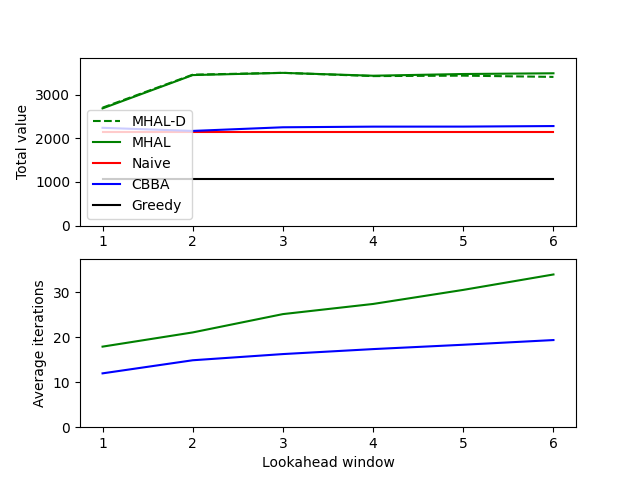 Total value
3000
2000
1000
0
MHAL-D
MHAL
Naive
CBBA
Greedy
1 2 3 4 5 6
Average iterations
30
20
10
0
1 2 3 4 5 6
Lookahead window